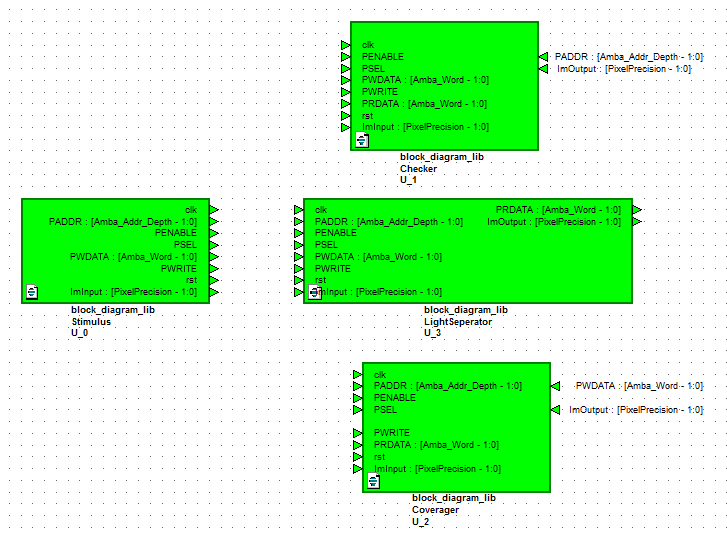 clk
PENABLE
PSEL
PWDATA : [Amba_Word - 1:0]
PWRITE
PRDATA : [Amba_Word - 1:0]
rst
ImInput : [PixelPrecision - 1:0]
PADDR : [Amba_Addr_Depth - 1:0]
ImOutput : [PixelPrecision - 1:0]
block_diagram_lib
Checker
U_1
clk
PADDR : [Amba_Addr_Depth - 1:0]
PENABLE
PSEL
PWDATA : [Amba_Word - 1:0]
PWRITE
rst
ImInput : [PixelPrecision - 1:0]
block_diagram_lib
Stimulus
U_0
clk
PADDR : [Amba_Addr_Depth - 1:0]
PENABLE
PSEL
PWDATA : [Amba_Word - 1:0]
PWRITE
rst
ImInput : [PixelPrecision - 1:0]
PRDATA : [Amba_Word - 1:0]
ImOutput : [PixelPrecision - 1:0]
block_diagram_lib
LightSeperator
U_3
clk
PADDR : [Amba_Addr_Depth - 1:0]
PENABLE
PSEL
PWRITE
PRDATA : [Amba_Word - 1:0]
rst
ImInput : [PixelPrecision - 1:0]
PWDATA : [Amba_Word - 1:0]
ImOutput : [PixelPrecision - 1:0]
block_diagram_lib
Coverager
U_2